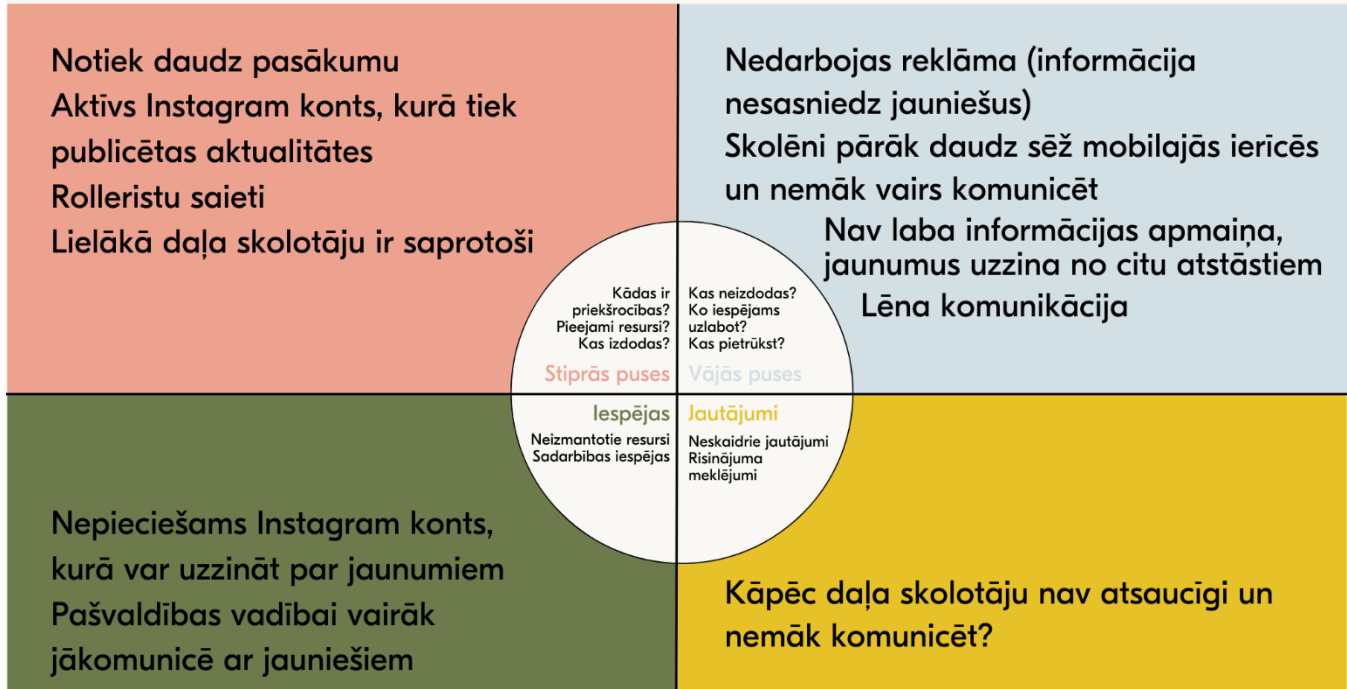 Notiek daudz pasākumu
Aktīvs Instagram konts, kurā tiek
publicētas aktualitātes
Rolleristu saieti
Lielākā daļa skolotāju ir saprotoši
Nedarbojas reklāma (informācija
nesasniedz jauniešus)
Skolēni pārāk daudz sēž mobilajās ierīcēs
un nemāk vairs komunicēt
Nav laba informācijas apmaiņa,
jaunumus uzzina no citu atstāstiem
Lēna komunikācija
Kādas ir
priekšrocības?
Pieejami resursi?
Kas izdodas?
Stiprās puses
Kas neizdodas?
Ko iespējams
uzlabot?
Kas pietrūkst?
Vājās puses
Iespējas
Neizmantotie resursi
Sadarbības iespējas
Jautājumi
Neskaidrie jautājumi
Risinājuma
meklējumi
Nepieciešams Instagram konts,
kurā var uzzināt par jaunumiem
Pašvaldības vadībai vairāk
jākomunicē ar jauniešiem
Kāpēc daļa skolotāju nav atsaucīgi un
nemāk komunicēt?